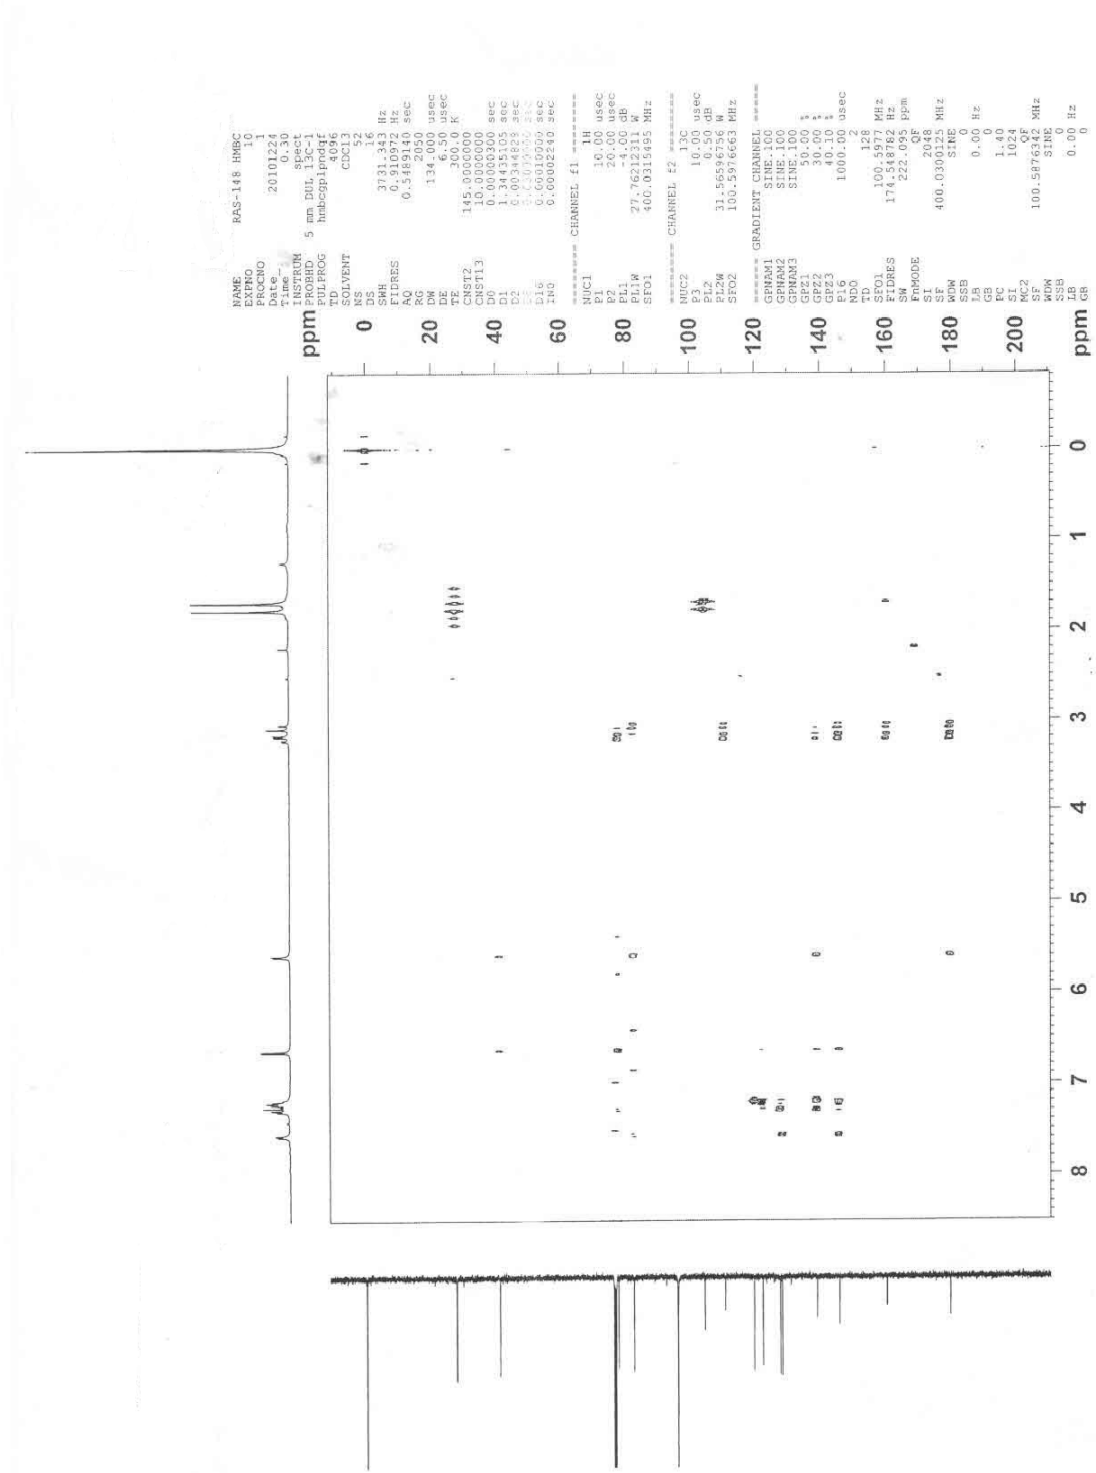 NAME RAS-148 HMBC
EXPNO 10
PROCNO 1
Date_ 20101224
Time 0.30
INSTRUM spect
PROBHD 5 mm DUL 13C-1
PULPROG hmbcgplpndqf
TD 4096
SOLVENT CDCl3
NS 52
DS 16
SWH 3731.343 Hz
FIDRES 0.910972 Hz
AQ 0.5489140 sec
RG 2050
DW 134.000 usec
DE 6.50 usec
TE 300.0 K
CNST2 145.0000000
CNST13 10.0000000
D0 0.00000300 sec
D1 1.34435105 sec
D2 0.00344829 sec
D16 0.00010000 sec
IN0 0.00002240 sec
======== CHANNEL f1 ========
NUC1 1H
P1 10.00 usec
P2 20.00 usec
PL1 -4.00 dB
PL1W 27.76212311 W
SFO1 400.0315495 MHz
======== CHANNEL f2 ========
NUC2 13C
P3 10.00 usec
PL2 0.50 dB
PL2W 31.56596756 W
SFO2 100.5976663 MHz
====== GRADIENT CHANNEL =====
GPNAM1 SINE.100
GPNAM2 SINE.100
GPNAM3 SINE.100
GPZ1 50.00 %
GPZ2 30.00 %
GPZ3 40.10 %
P16 1000.00 usec
ND0 2
TD 128
SFO1 100.5977 MHz
FIDRES 174.548782 Hz
SW 222.095 ppm
FnMODE QF
SI 2048
SF 400.0300125 MHz
WDW SINE
SSB 0
LB 0.00 Hz
GB 0
PC 1.40
SI 1024
MC2 QF
SF 100.5876342 MHz
WDW SINE
SSB 0
LB 0.00 Hz
GB 0
ppm
0
20
40
60
80
100
120
140
160
180
200
ppm
8
7
6
5
4
3
2
1
0